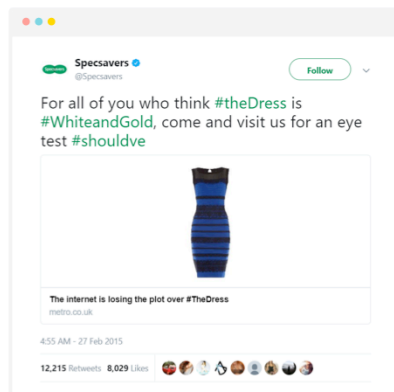 Specsavers
@Specsavers
Follow
For all of you who think #theDress is
#WhiteandGold, come and visit us for an eye
test #shouldve
The internet is losing the plot over #TheDress
metro.co.uk
4:55 AM - 27 Feb 2015
12,215 Retweets 8,029 Likes